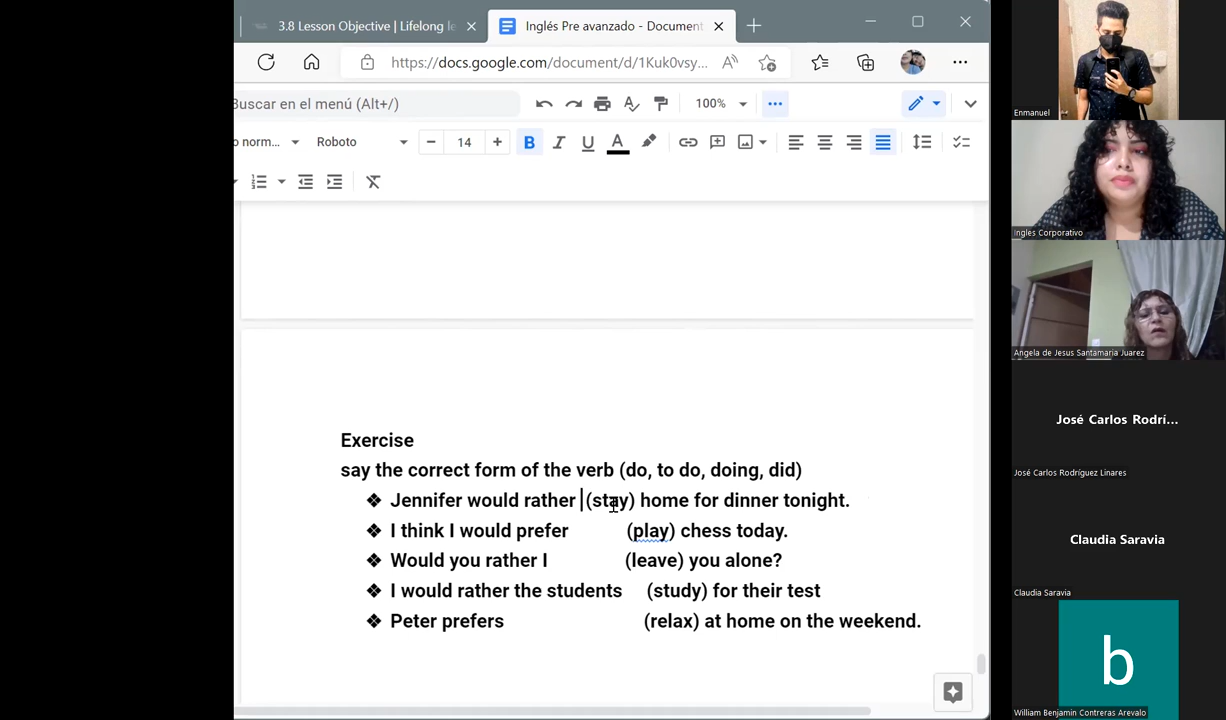 3.8 Lesson Objective | Lifelong le
Inglés Pre avanzado - Document
https://docs.google.com/document/d/1Kuk0vsy...
Buscar en el menú (Alt+/)
100%
o norm...
Roboto
14
B
I
U
A
Exercise
say the correct form of the verb (do, to do, doing, did)
❖ Jennifer would rather (stay) home for dinner tonight.
❖ I think I would prefer (play) chess today.
❖ Would you rather I (leave) you alone?
❖ I would rather the students (study) for their test
❖ Peter prefers (relax) at home on the weekend.
Enmanuel
Inglés Corporativo
Angela de Jesus Santamaria Juarez
José Carlos Rodrí...
José Carlos Rodríguez Linares
Claudia Saravia
Claudia Saravia
b
William Benjamin Contreras Arevalo